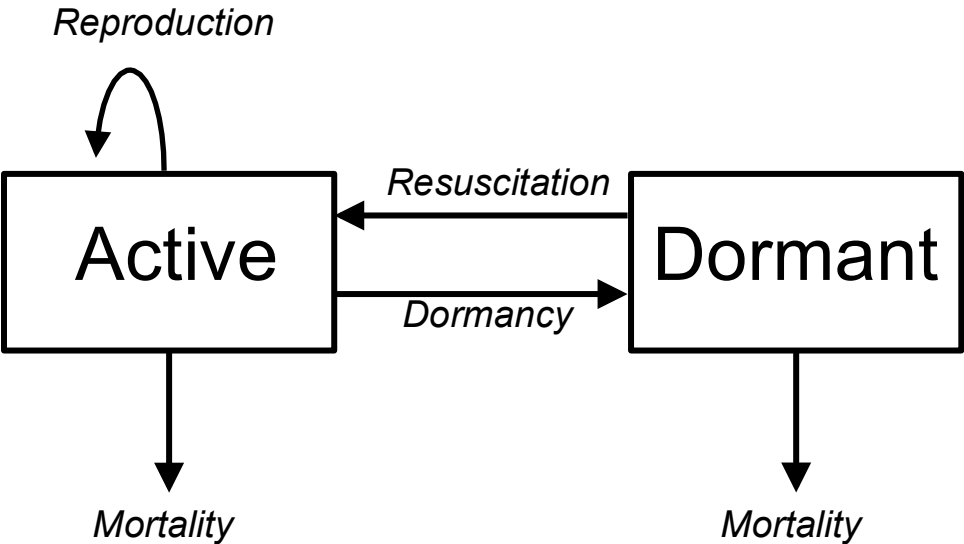 Reproduction
Resuscitation
Active
Dormant
Dormancy
Mortality
Mortality